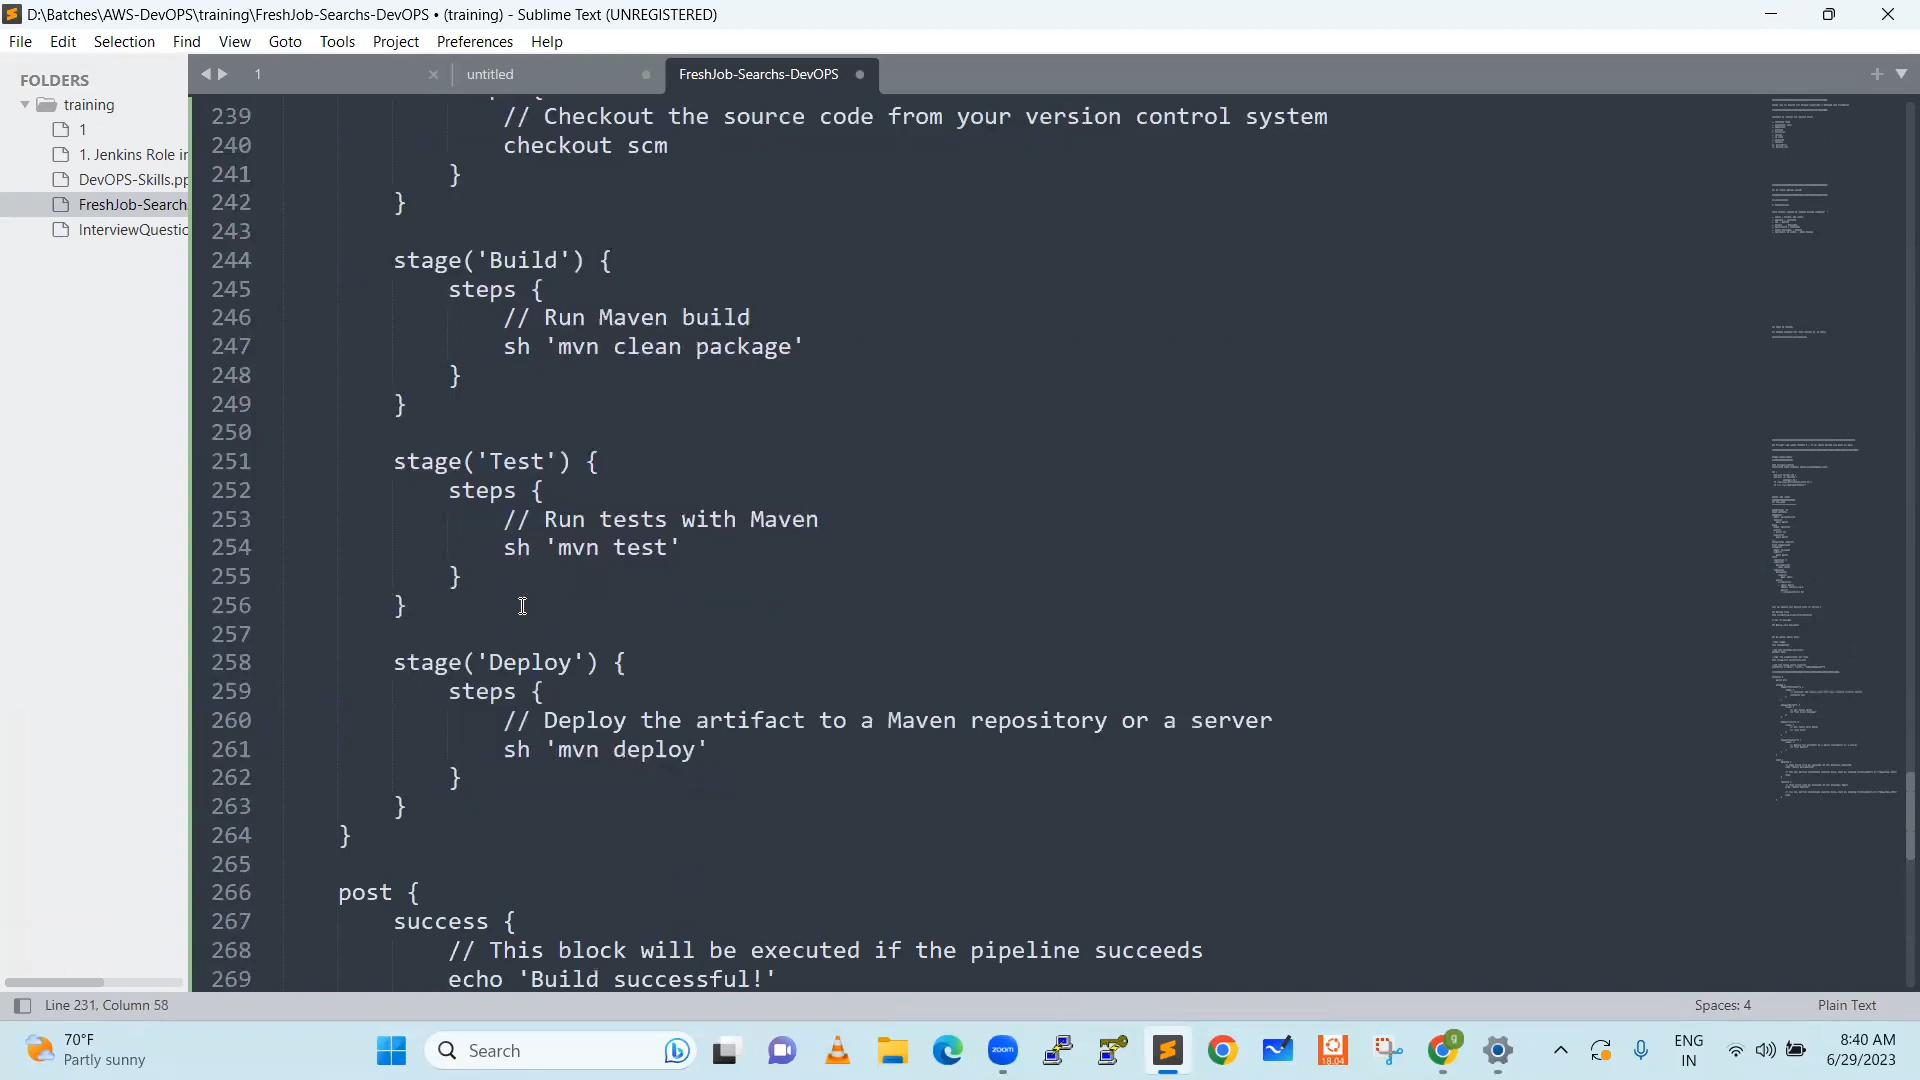 D:\Batches\AWS-DevOPS\training\FreshJob-Searchs-DevOPS • (training) - Sublime Text (UNREGISTERED)
File Edit Selection Find View Goto Tools Project Preferences Help
FOLDERS
training
1
1. Jenkins Role in
DevOPS-Skills.pp
FreshJob-Search
InterviewQuestic
1
untitled
FreshJob-Searchs-DevOPS
239 // Checkout the source code from your version control system
240 checkout scm
241 }
242 }
243
244 stage('Build') {
245 steps {
246 // Run Maven build
247 sh 'mvn clean package'
248 }
249 }
250
251 stage('Test') {
252 steps {
253 // Run tests with Maven
254 sh 'mvn test'
255 }
256 }
257
258 stage('Deploy') {
259 steps {
260 // Deploy the artifact to a Maven repository or a server
261 sh 'mvn deploy'
262 }
263 }
264 }
265
266 post {
267 success {
268 // This block will be executed if the pipeline succeeds
269 echo 'Build successful!'
Line 231, Column 58
Spaces: 4
Plain Text
70°F
Partly sunny
Search
zoom
18.04
g
ENG
IN
8:40 AM
6/29/2023